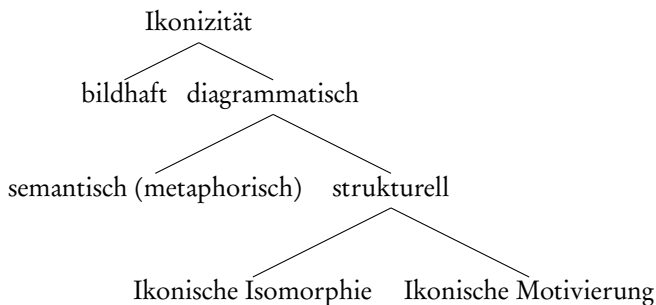 Ikonizität
bildhaft diagrammatisch
semantisch (metaphorisch) strukturell
Ikonische Isomorphie Ikonische Motivierung